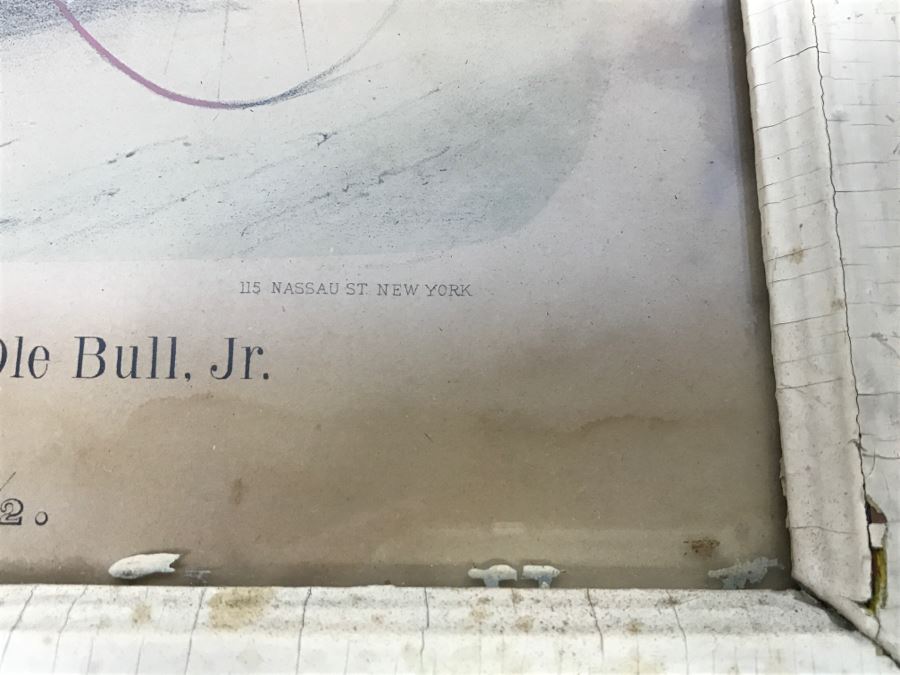 115 NASSAU ST. NEW YORK
Ole Bull, Jr.
2.